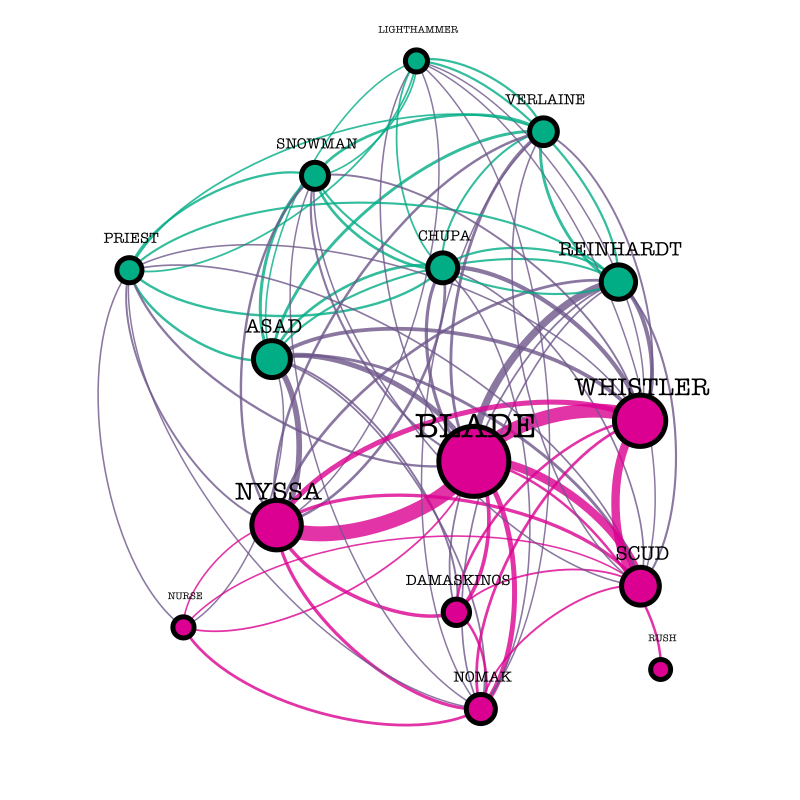 LIGHTHAMMER
VERLAINE
SNOWMAN
PRIEST
CHUPA
REINHARDT
ASAD
WHISTLER
BLADE
NYSSA
SCUD
DAMASKINOS
NURSE
RUSH
NOMAK